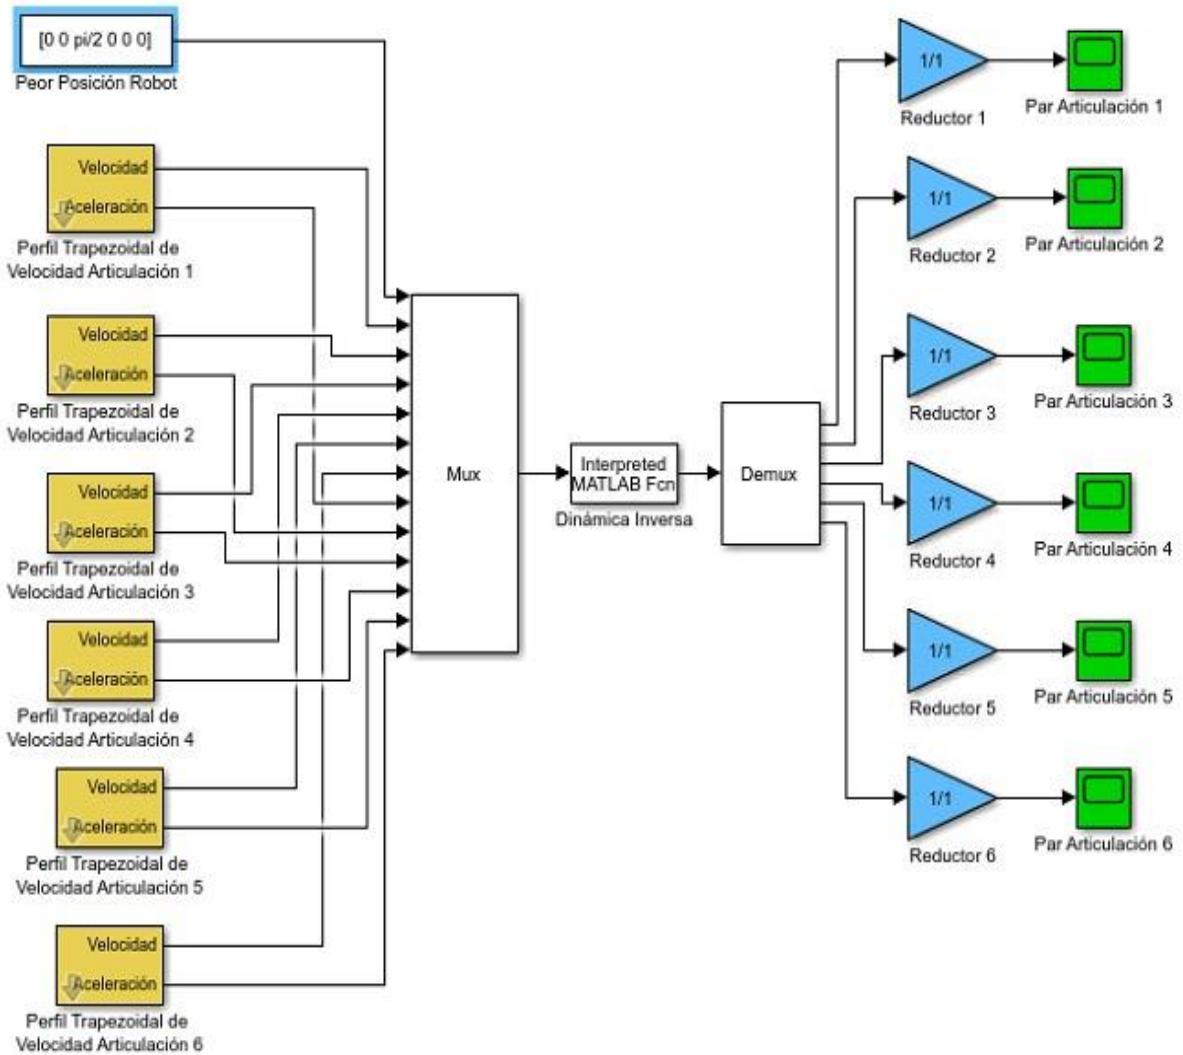 [0 0 pi/2 0 0 0]
Peor Posición Robot
Velocidad
Aceleración
Perfil Trapezoidal de
Velocidad Articulación 1
Velocidad
Aceleración
Perfil Trapezoidal de
Velocidad Articulación 2
Velocidad
Aceleración
Perfil Trapezoidal de
Velocidad Articulación 3
Velocidad
Aceleración
Perfil Trapezoidal de
Velocidad Articulación 4
Velocidad
Aceleración
Perfil Trapezoidal de
Velocidad Articulación 5
Velocidad
Aceleración
Perfil Trapezoidal de
Velocidad Articulación 6
Mux
Interpreted
MATLAB Fcn
Dinámica Inversa
Demux
1/1
Reductor 1
Par Articulación 1
1/1
Reductor 2
Par Articulación 2
1/1
Reductor 3
Par Articulación 3
1/1
Reductor 4
Par Articulación 4
1/1
Reductor 5
Par Articulación 5
1/1
Reductor 6
Par Articulación 6